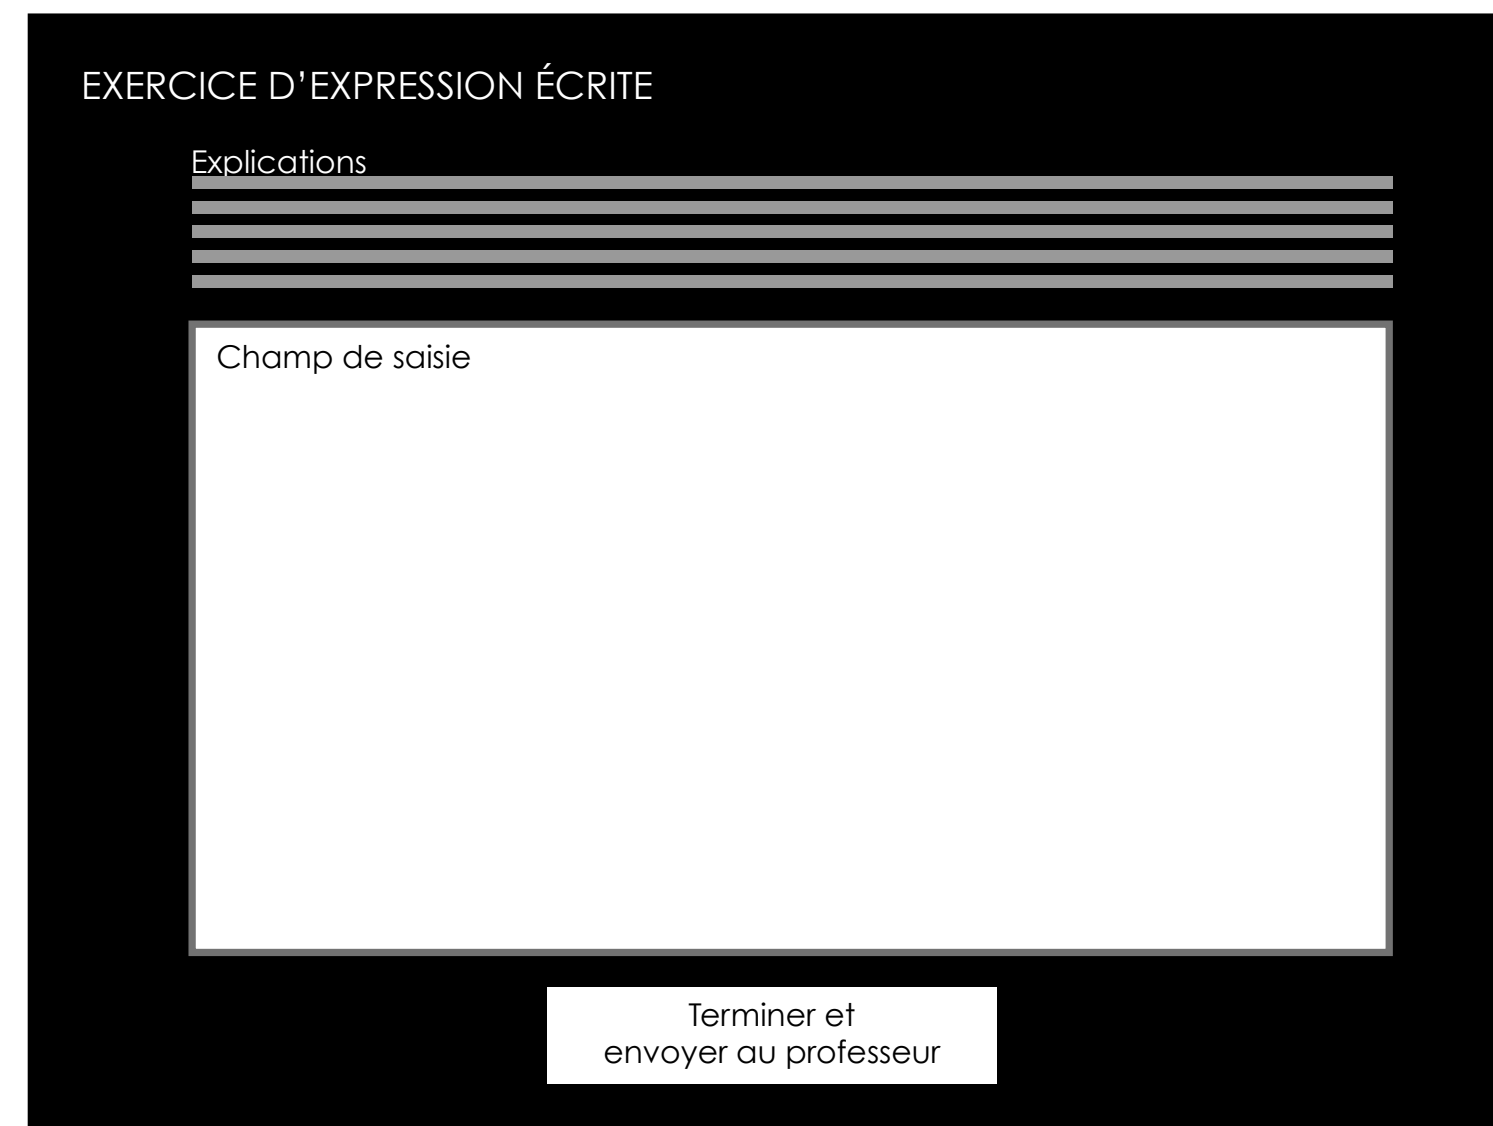 EXERCICE D’EXPRESSION ÉCRITE
Explications
Champ de saisie
Terminer et
envoyer au professeur